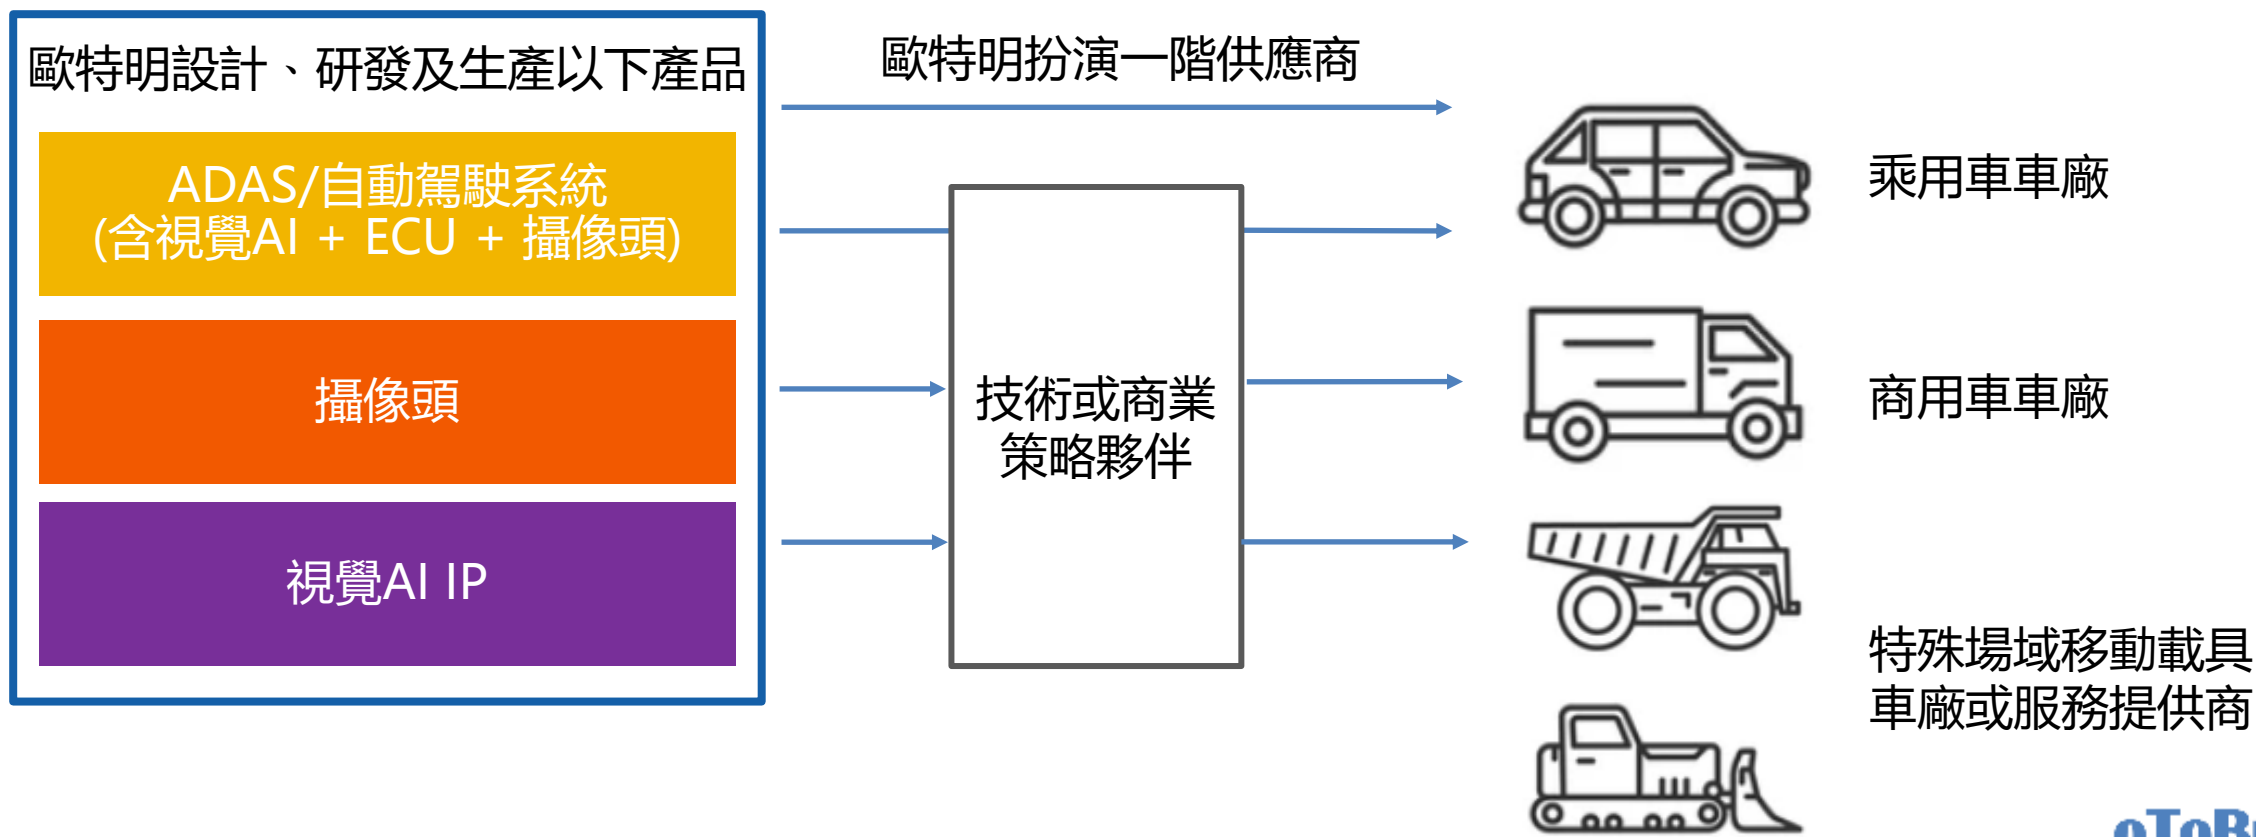 歐特明設計、研發及生產以下產品
ADAS/自動駕駛系統
(含視覺AI + ECU + 攝像頭)
攝像頭
視覺AI IP
歐特明扮演一階供應商
技術或商業
策略夥伴
乘用車車廠
商用車車廠
特殊場域移動載具
車廠或服務提供商